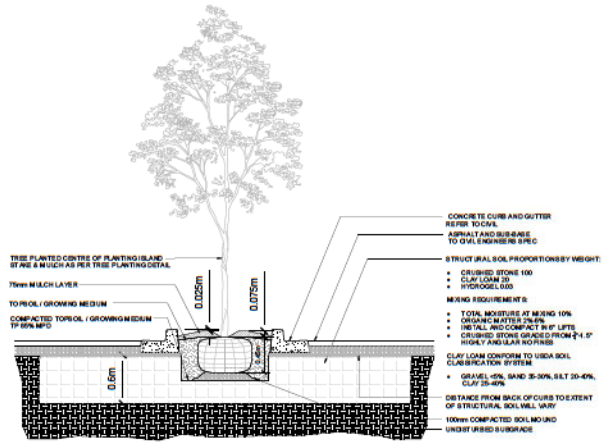 TREE PLANTED CENTRE OF PLANTING ISLAND
STAKE & MULCH AS PER TREE PLANTING DETAIL
75mm MULCH LAYER
TOPSOIL / GROWING MEDIUM
COMPACTED TOPSOIL / GROWING MEDIUM
TP 85% MPD
0.025m
0.075m
0.45m
0.6m
CONCRETE CURB AND GUTTER
REFER TO CIVIL
ASPHALT AND SUB-BASE
TO CIVIL ENGINEERS SPEC
STRUCTURAL SOIL PROPORTIONS BY WEIGHT:
• CRUSHED STONE 100
• CLAY LOAM 20
• HYDROGEL 0.03
MIXING REQUIREMENTS:
• TOTAL MOISTURE AT MIXING 10%
• ORGANIC MATTER 2%-5%
• INSTALL AND COMPACT IN 6" LIFTS
• CRUSHED STONE GRADED FROM -1.5"
HIGHLY ANGULAR NO FINES
CLAY LOAM CONFORM TO USDA SOIL
CLASSIFICATION SYSTEM:
• GRAVEL <5%, SAND 25-30%, SILT 20-40%,
CLAY 25-40%
DISTANCE FROM BACK OF CURB TO EXTENT
OF STRUCTURAL SOIL WILL VARY
100mm COMPACTED SOIL MOUND
UNDISTURBED SUBGRADE